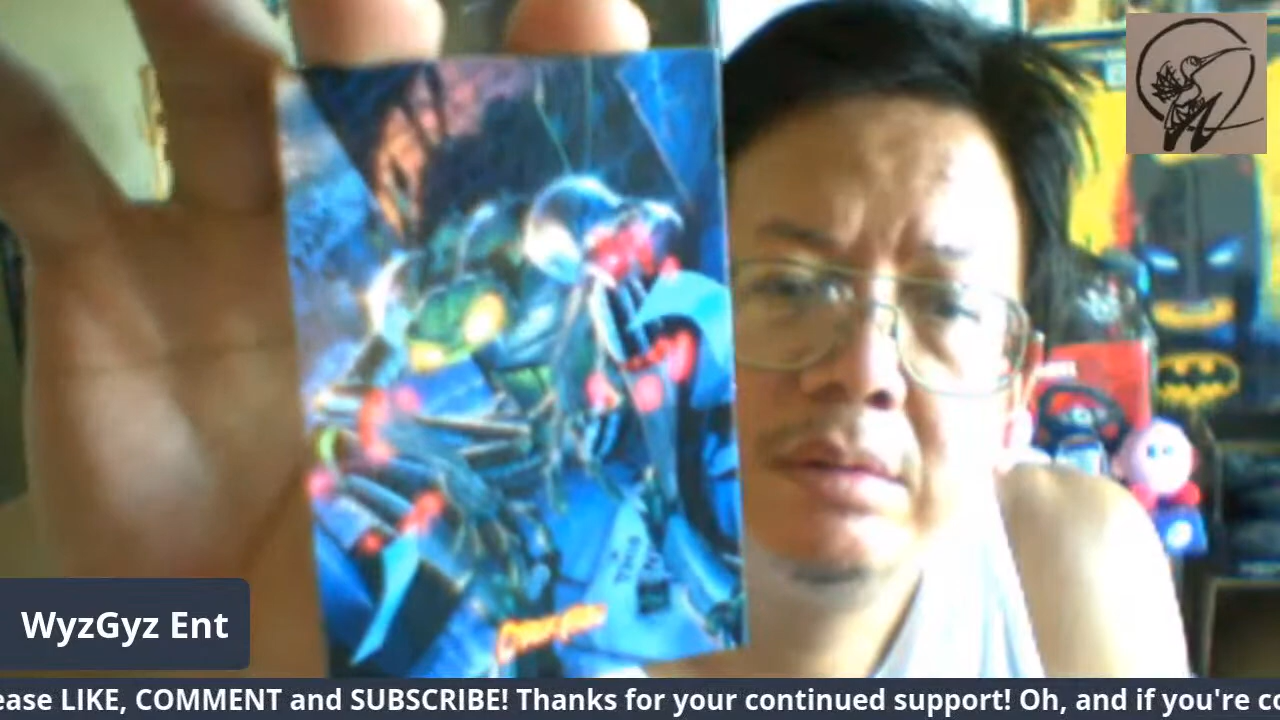 WyzGyz Ent
ease LIKE, COMMENT and SUBSCRIBE! Thanks for your continued support! Oh, and if you're co